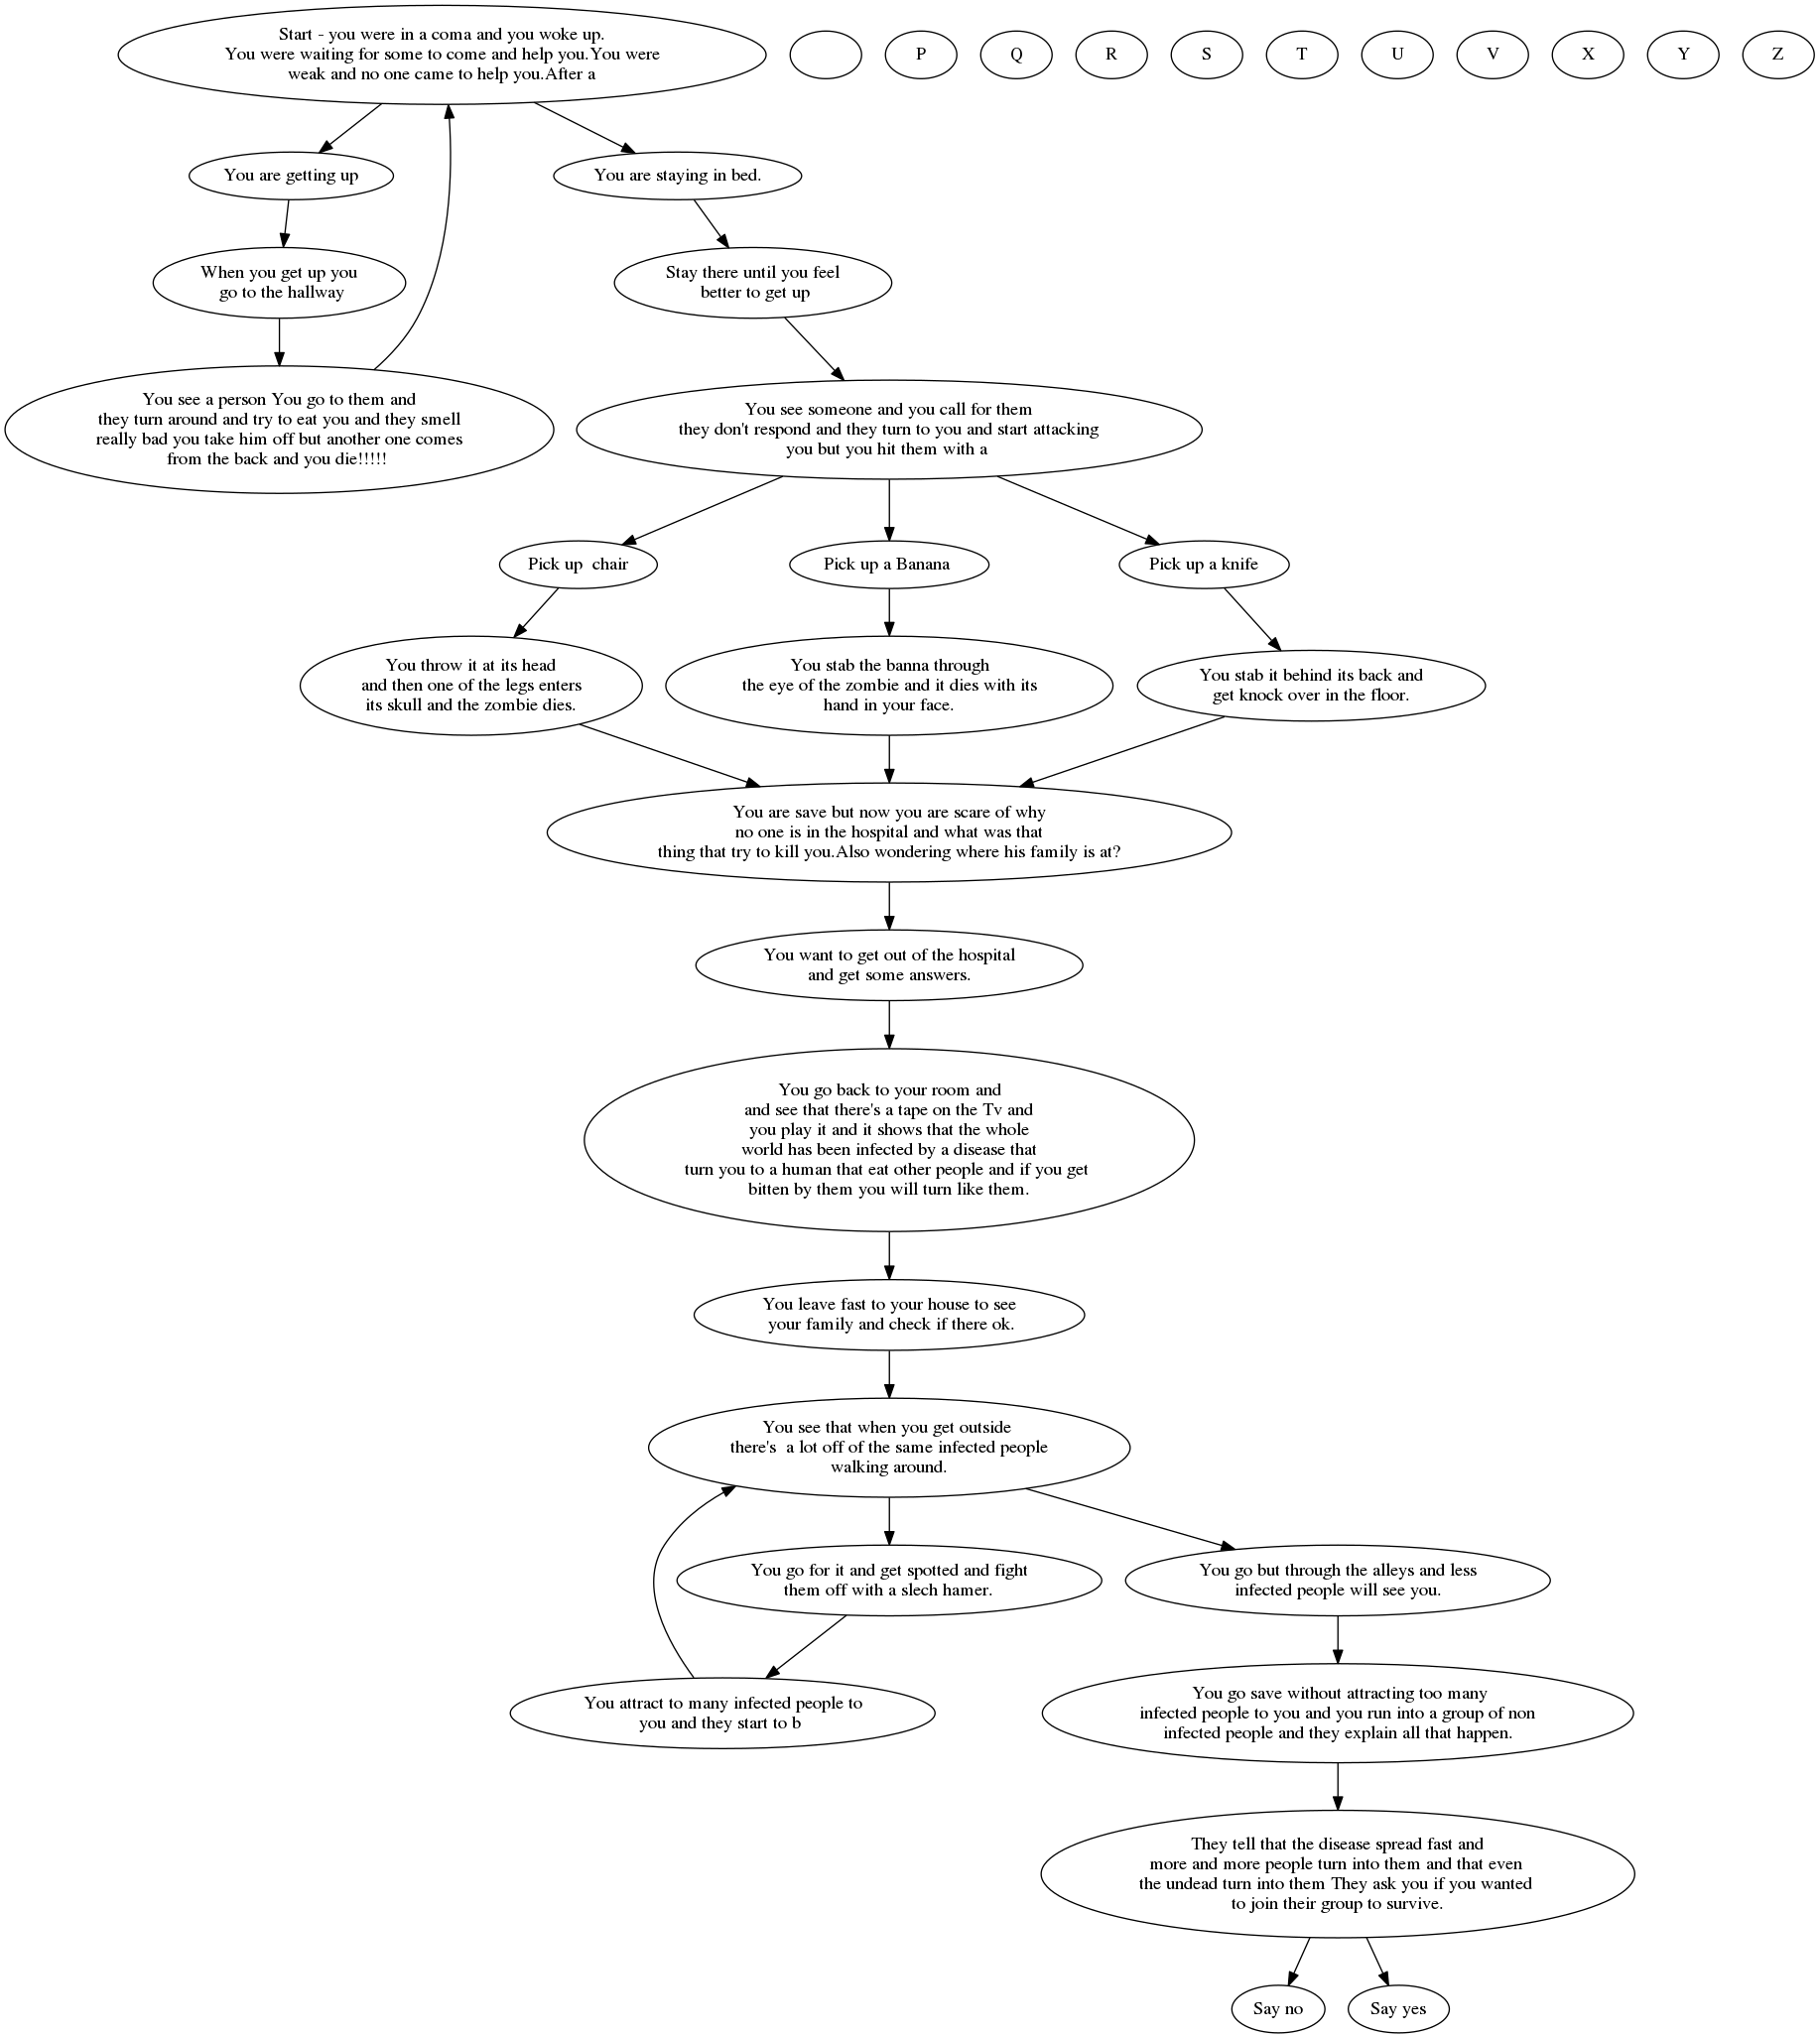 Start - you were in a coma and you woke up.
You were waiting for some to come and help you.You were
weak and no one came to help you.After a
P
Q
R
S
T
U
V
X
Y
Z
You are getting up
You are staying in bed.
When you get up you
go to the hallway
Stay there until you feel
better to get up
You see a person You go to them and
they turn around and try to eat you and they smell
really bad you take him off but another one comes
from the back and you die!!!!!
You see someone and you call for them
they don't respond and they turn to you and start attacking
you but you hit them with a
Pick up  chair
Pick up a Banana
Pick up a knife
You throw it at its head
and then one of the legs enters
its skull and the zombie dies.
You stab the banna through
the eye of the zombie and it dies with its
hand in your face.
You stab it behind its back and
get knock over in the floor.
You are save but now you are scare of why
no one is in the hospital and what was that
thing that try to kill you.Also wondering where his family is at?
You want to get out of the hospital
and get some answers.
You go back to your room and
and see that there's a tape on the Tv and
you play it and it shows that the whole
world has been infected by a disease that
turn you to a human that eat other people and if you get
bitten by them you will turn like them.
You leave fast to your house to see
your family and check if there ok.
You see that when you get outside
there's  a lot off of the same infected people
walking around.
You go for it and get spotted and fight
them off with a slech hamer.
You go but through the alleys and less
infected people will see you.
You attract to many infected people to
you and they start to b
You go save without attracting too many
infected people to you and you run into a group of non
infected people and they explain all that happen.
They tell that the disease spread fast and
more and more people turn into them and that even
the undead turn into them They ask you if you wanted
to join their group to survive.
Say no
Say yes